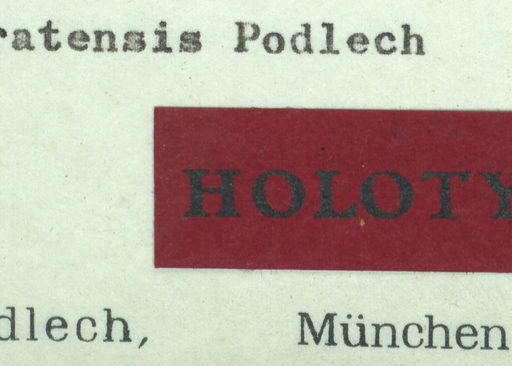 ratensis Podlech
HOLOTY
dlech, München